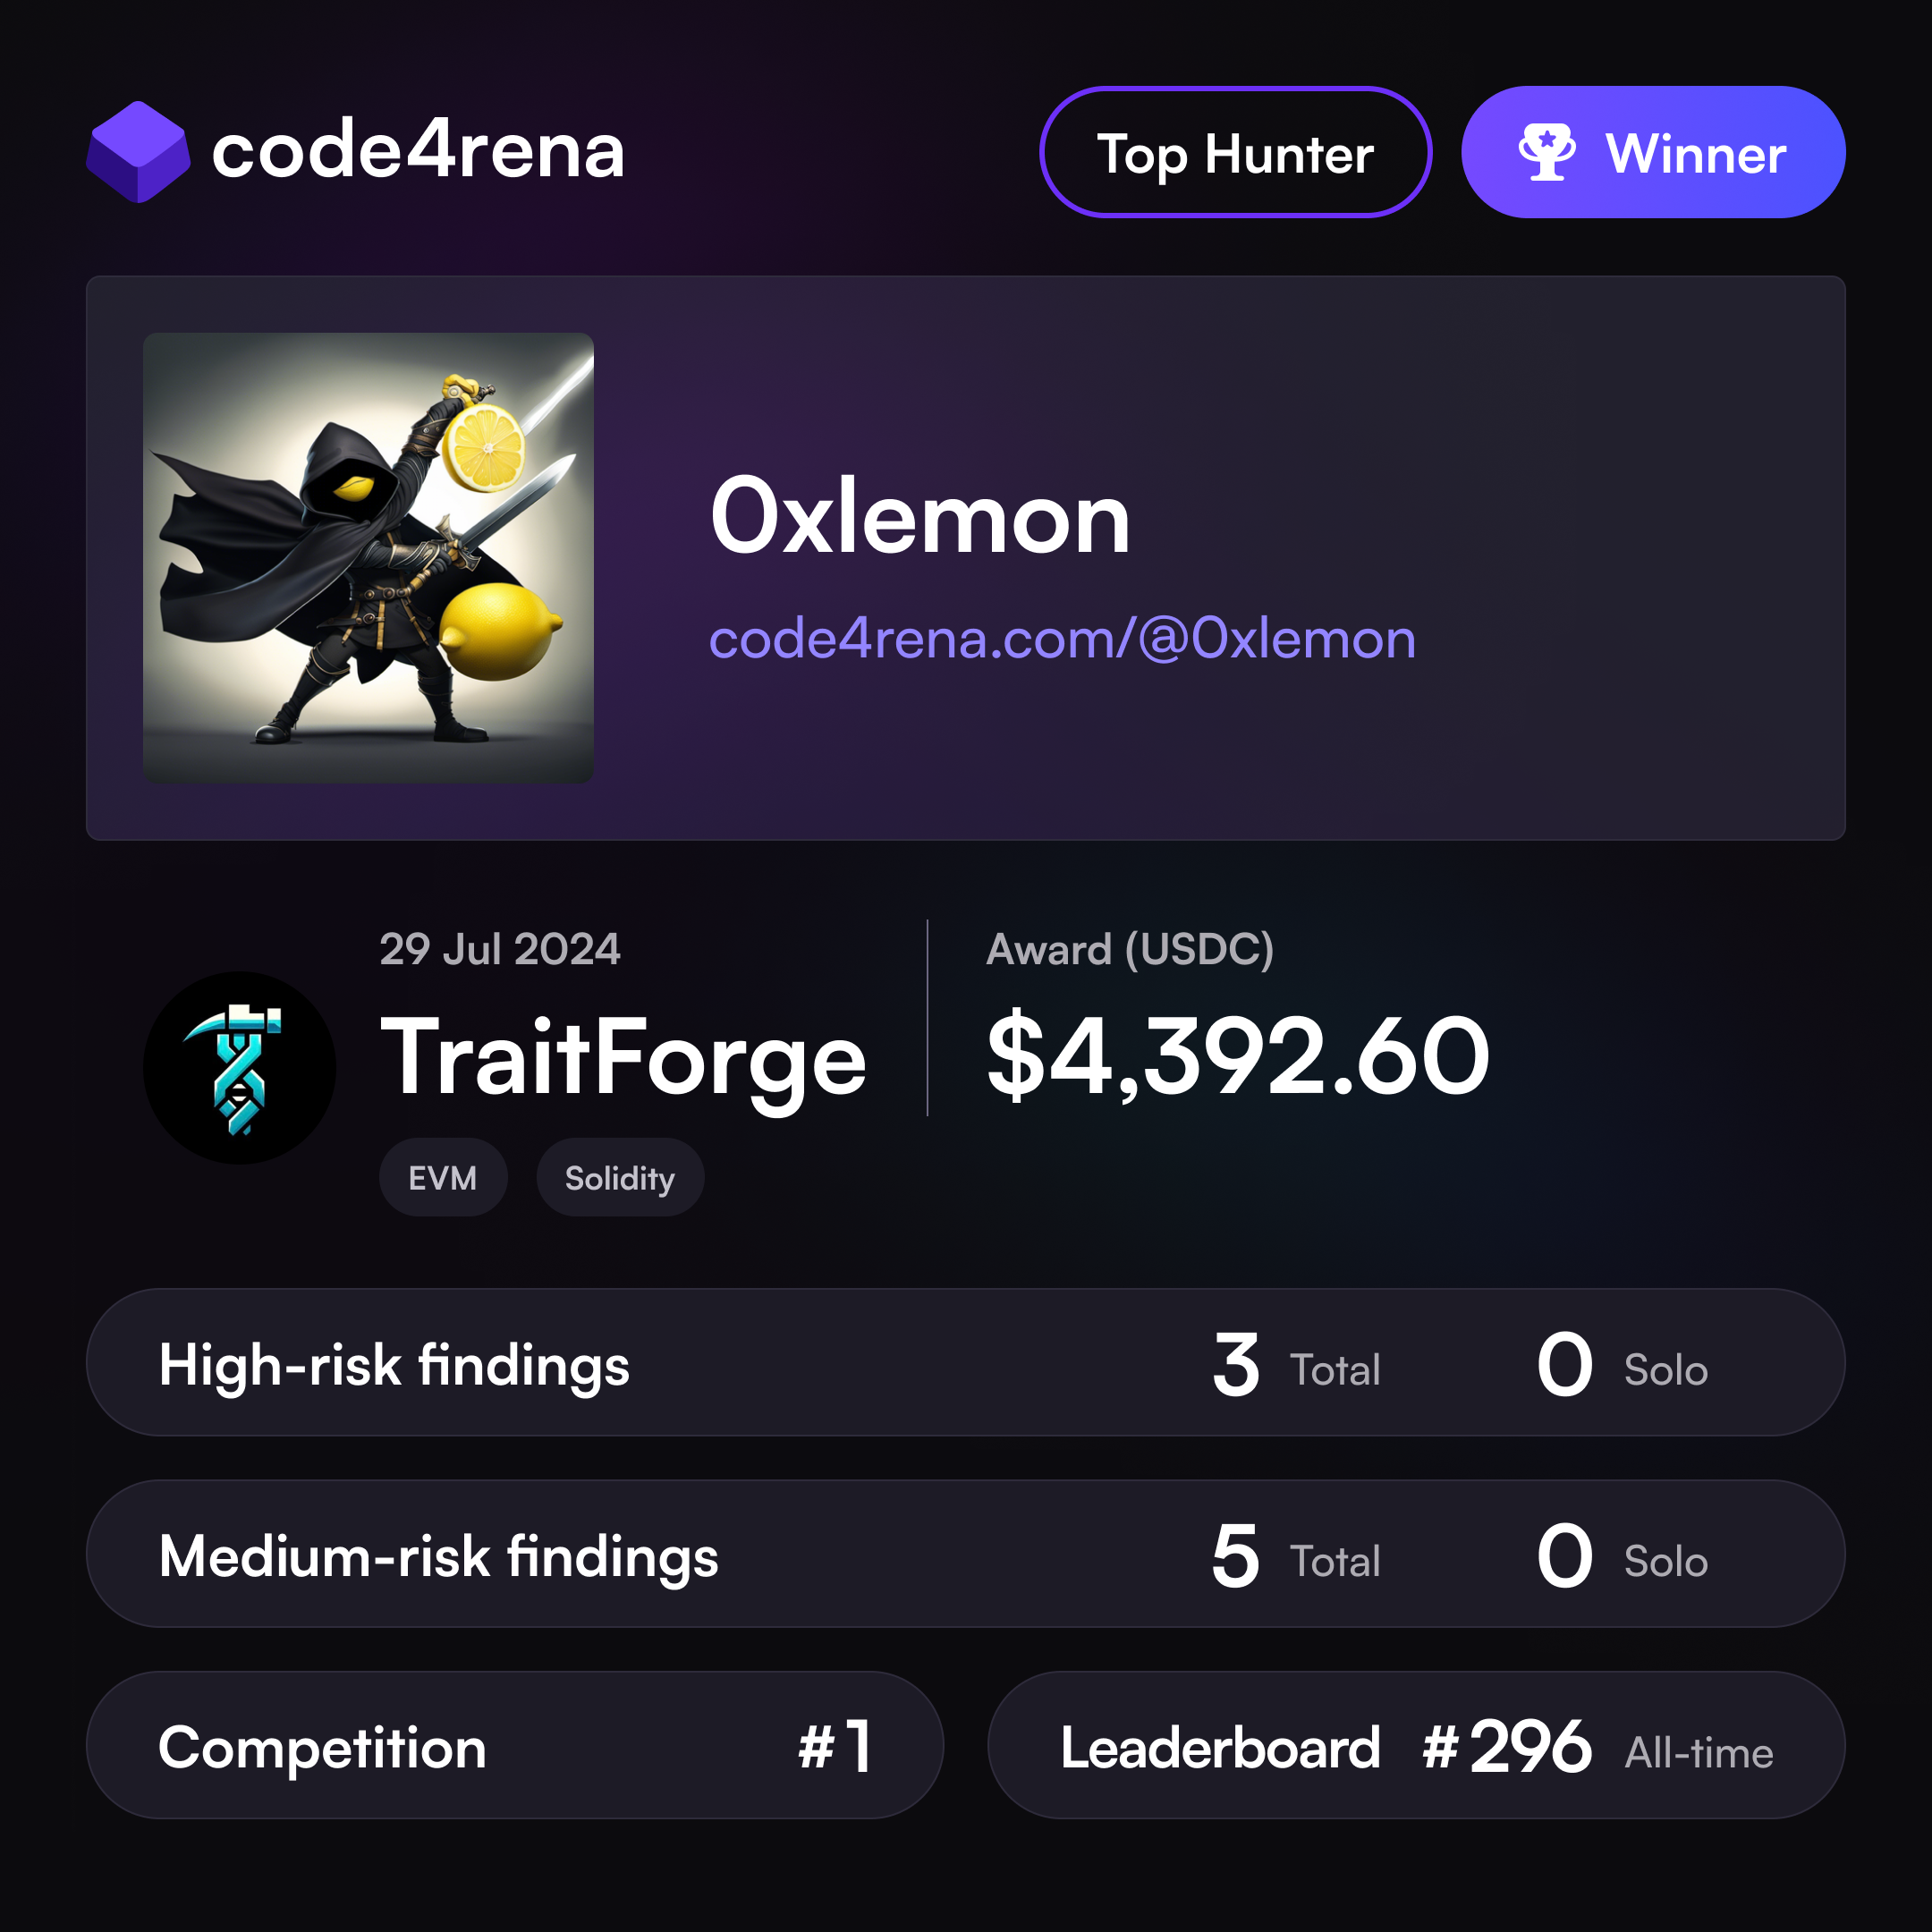 code4rena
Top Hunter
Winner
0xlemon
code4rena.com/@0xlemon
29 Jul 2024
TraitForge
EVM
Solidity
Award (USDC)
$4,392.60
High-risk findings 3 Total 0 Solo
Medium-risk findings 5 Total 0 Solo
Competition #1
Leaderboard #296 All-time